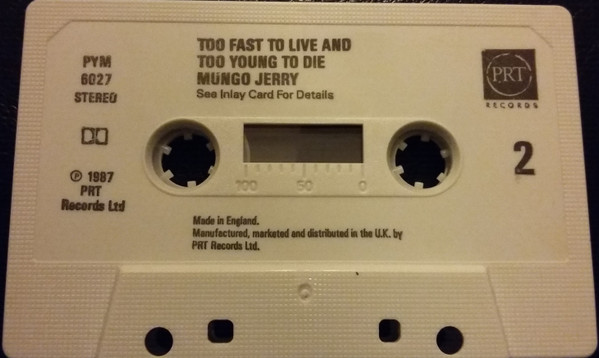 TOO FAST TO LIVE AND
TOO YOUNG TO DIE
MUNGO JERRY
See Inlay Card For Details
PYM
6027
STEREO
PRT
RECORDS
2
℗ 1987
PRT
Records Ltd
100 50 0
Made in England.
Manufactured, marketed and distributed in the U.K. by
PRT Records Ltd.